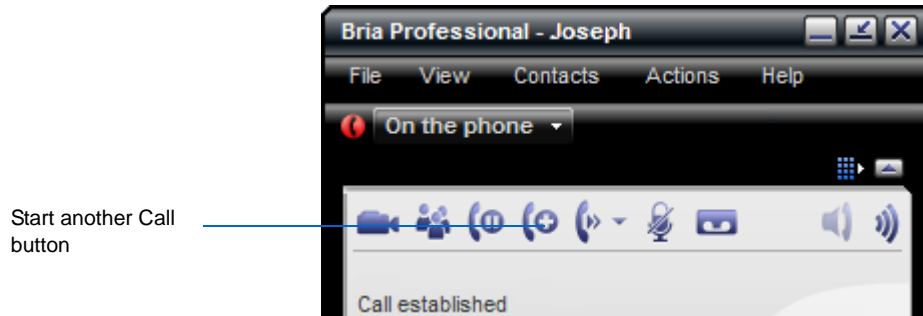 Bria Professional - Joseph
File View Contacts Actions Help
On the phone
Start another Call
button
Call established